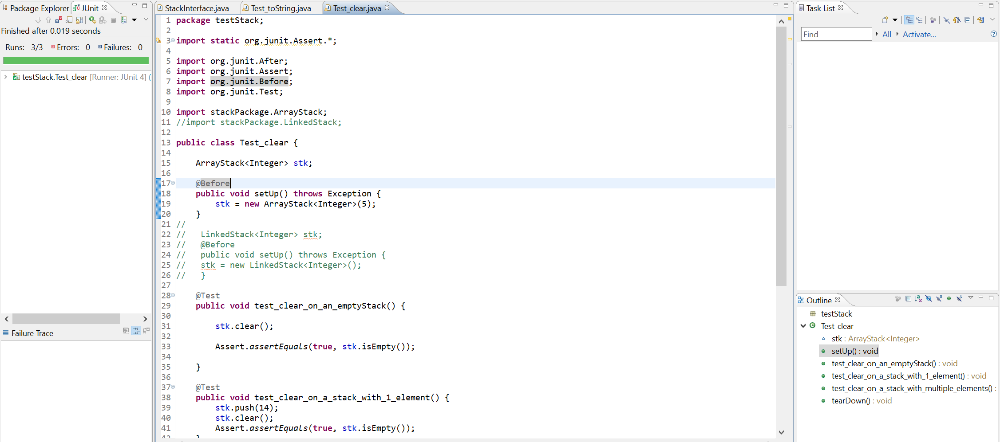 Package Explorer JUnit
Finished after 0.019 seconds
Runs: 3/3 Errors: 0 Failures: 0
testStack.Test_clear [Runner: JUnit 4] (
Failure Trace
StackInterface.java Test_toString.java Test_clear.java
1 package testStack;
2
3 import static org.junit.Assert.*;
4
5 import org.junit.After;
6 import org.junit.Assert;
7 import org.junit.Before;
8 import org.junit.Test;
9
10 import stackPackage.ArrayStack;
11 //import stackPackage.LinkedStack;
12
13 public class Test_clear {
14
15 ArrayStack<Integer> stk;
16
17 @Before
18 public void setUp() throws Exception {
19 stk = new ArrayStack<Integer>(5);
20 }
21 //
22 // LinkedStack<Integer> stk;
23 // @Before
24 // public void setUp() throws Exception {
25 // stk = new LinkedStack<Integer>();
26 // }
27
28 @Test
29 public void test_clear_on_an_emptyStack() {
30
31 stk.clear();
32
33 Assert.assertEquals(true, stk.isEmpty());
34
35 }
36
37 @Test
38 public void test_clear_on_a_stack_with_1_element() {
39 stk.push(14);
40 stk.clear();
41 Assert.assertEquals(true, stk.isEmpty());
42 }
Task List
Find All Activate...
Outline
testStack
Test_clear
stk : ArrayStack<Integer>
setUp() : void
test_clear_on_an_emptyStack() : void
test_clear_on_a_stack_with_1_element() : void
test_clear_on_a_stack_with_multiple_elements() :
tearDown() : void